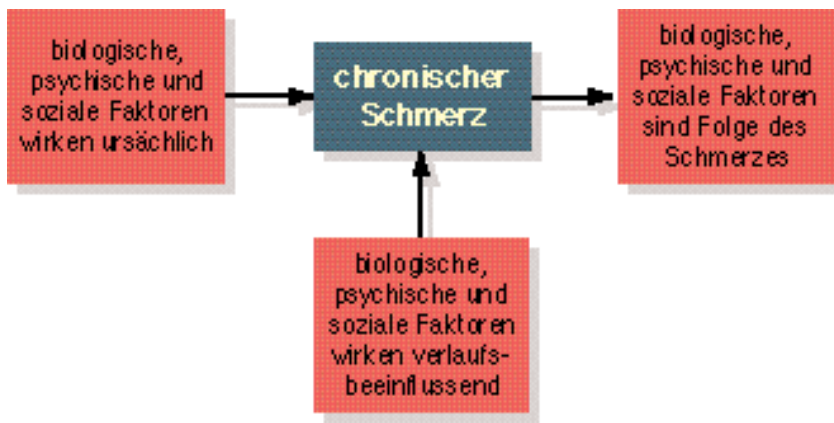 biologische,
psychische und
soziale Faktoren
wirken ursächlich
chronischer
Schmerz
biologische,
psychische und
soziale Faktoren
sind Folge des
Schmerzes
biologische,
psychische und
soziale Faktoren
wirken verlaufs-
beeinflussend